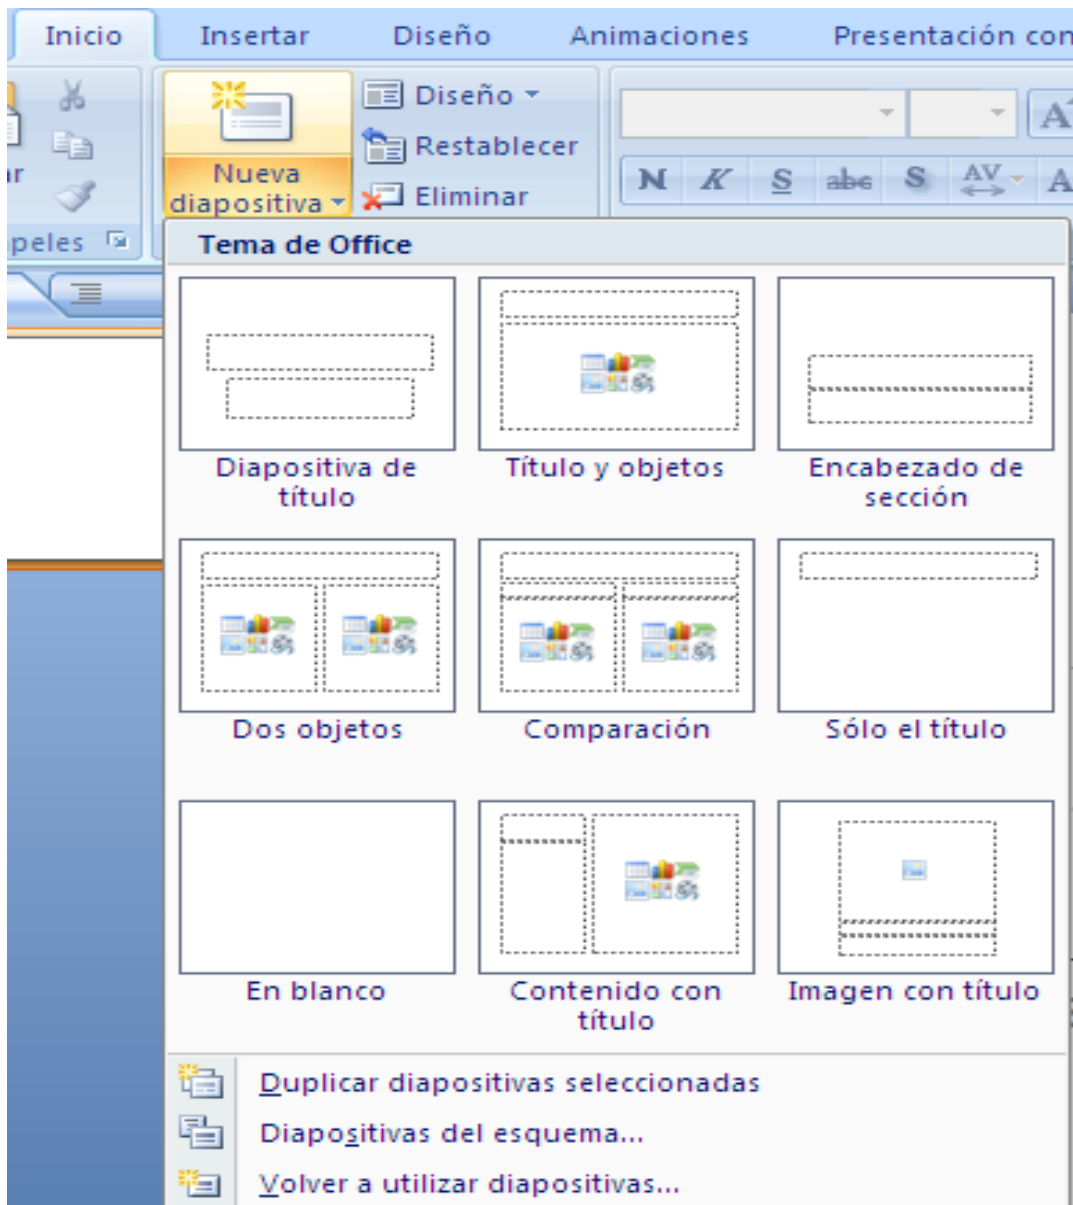 Inicio Insertar Diseño Animaciones Presentación con
Diseño
Restablecer
Nueva
diapositiva
Eliminar
N K S abc S AV A
peles
Tema de Office
Diapositiva de título
Título y objetos
Encabezado de sección
Dos objetos
Comparación
Sólo el título
En blanco
Contenido con título
Imagen con título
Duplicar diapositivas seleccionadas
Diapositivas del esquema...
Volver a utilizar diapositivas...